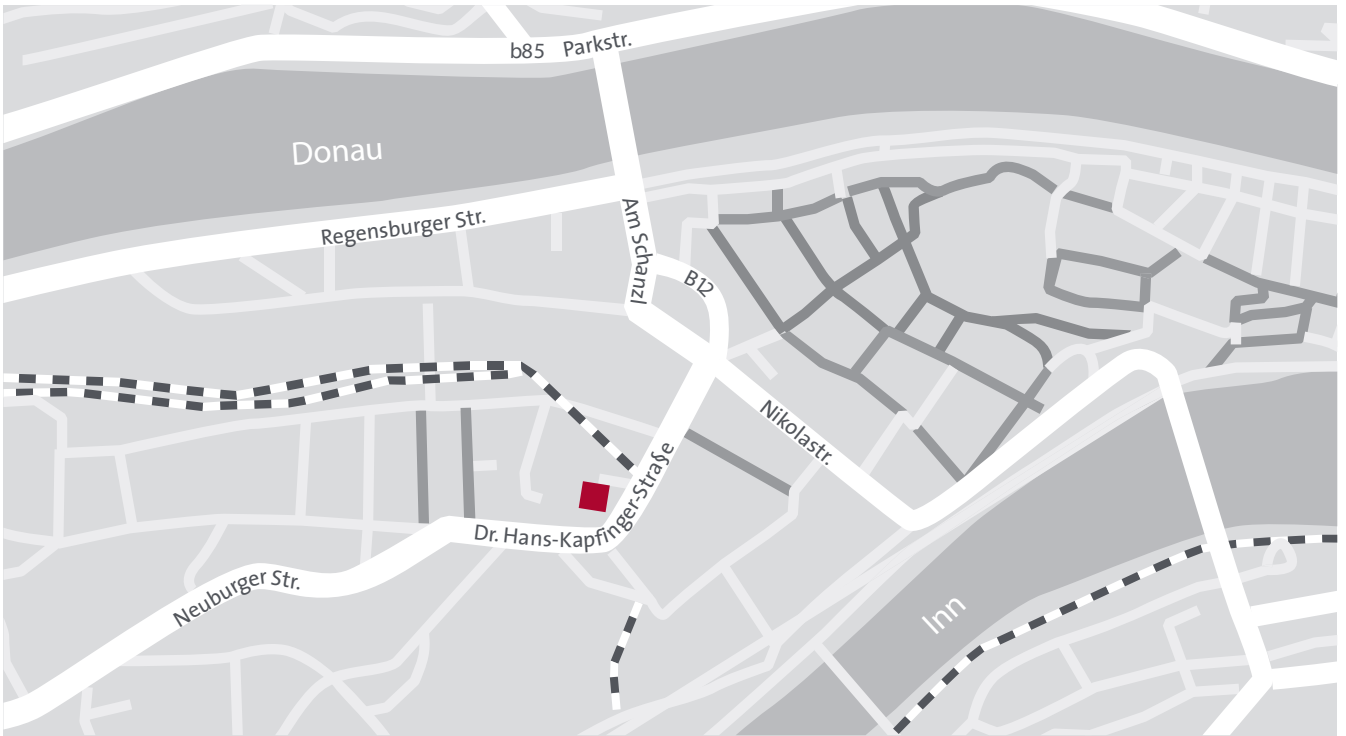 b85 Parkstr.
Donau
Regensburger Str.
Am Schanzl
B12
Nikolastr.
Dr. Hans-Kapfinger-Straße
Neuburger Str.
Inn